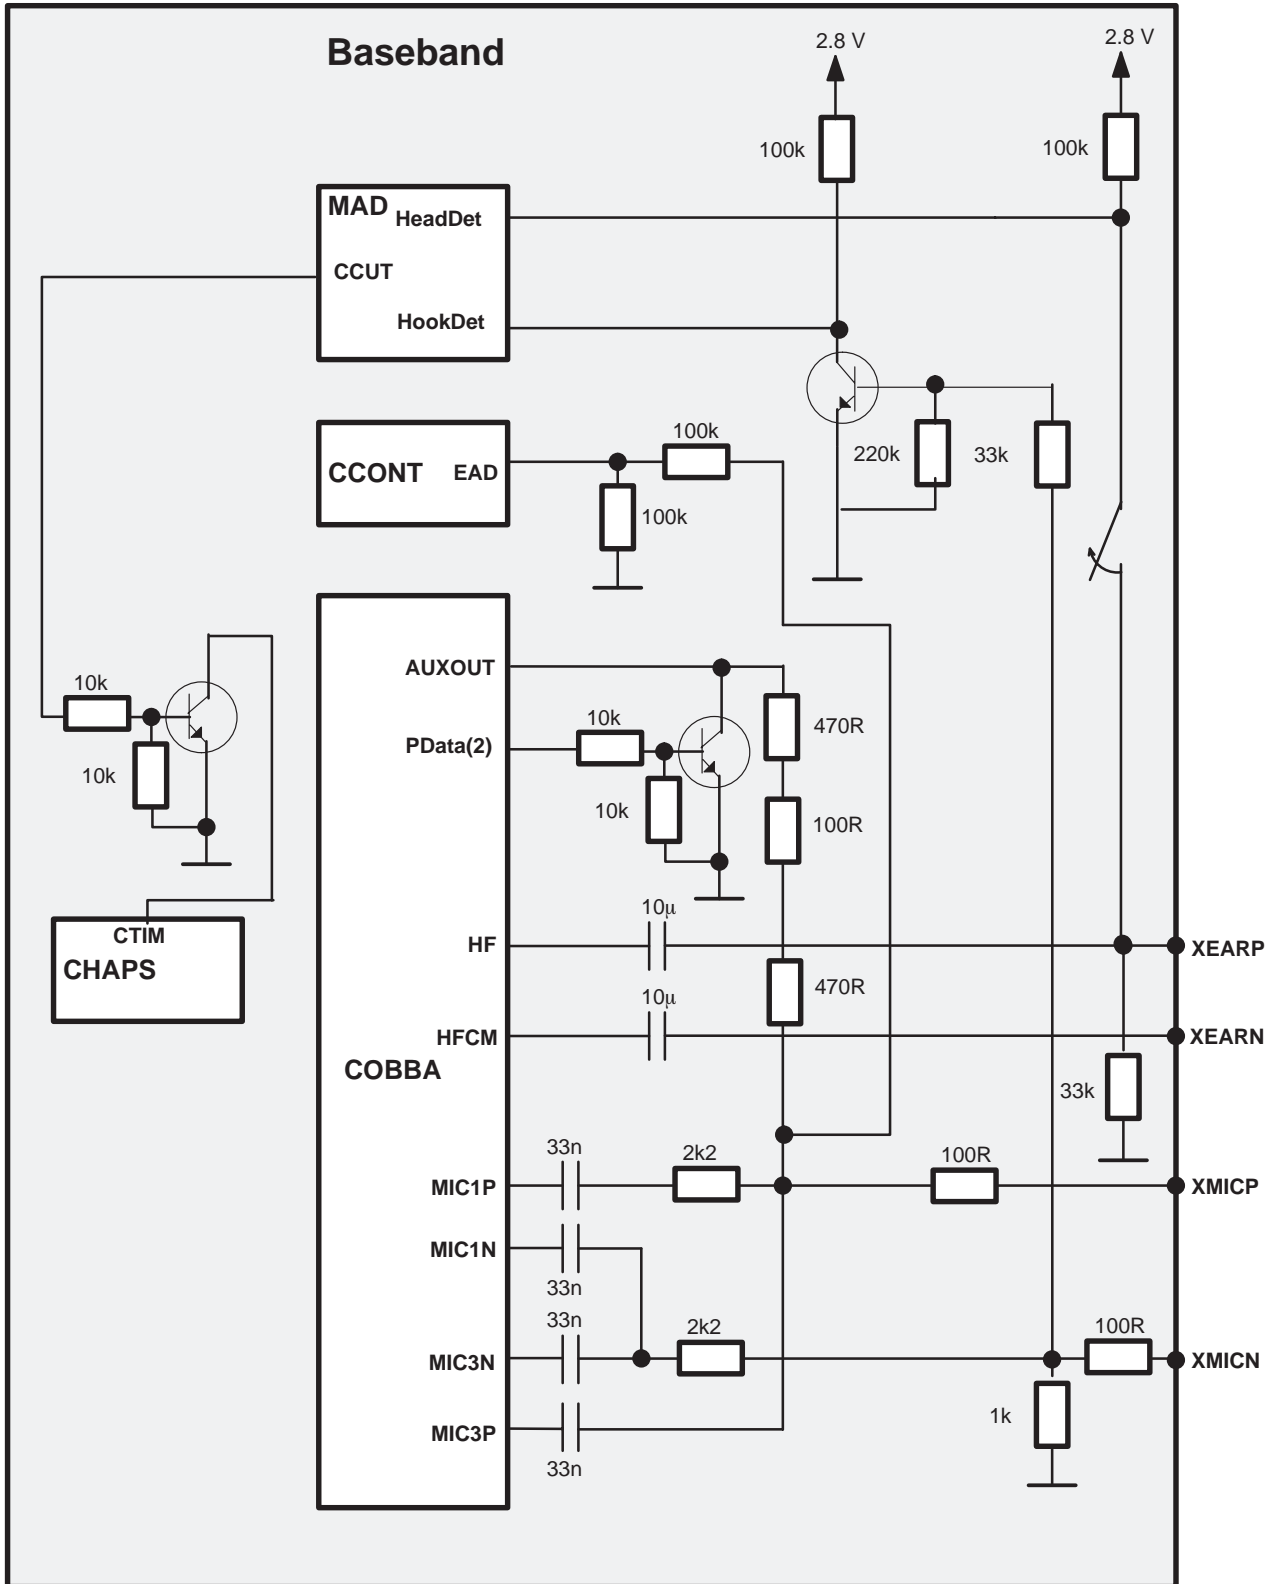 Baseband
2.8 V
2.8 V
100k
100k
MAD
HeadDet
CCUT
HookDet
100k
220k
33k
CCONT
EAD
100k
AUXOUT
10k
10k
470R
PData(2)
10k
10k
100R
10µ
CTIM
CHAPS
HF
XEARP
470R
10µ
HFCM
XEARN
COBBA
33k
33n
2k2
100R
MIC1P
XMICP
MIC1N
33n
33n
2k2
100R
MIC3N
XMICN
1k
MIC3P
33n